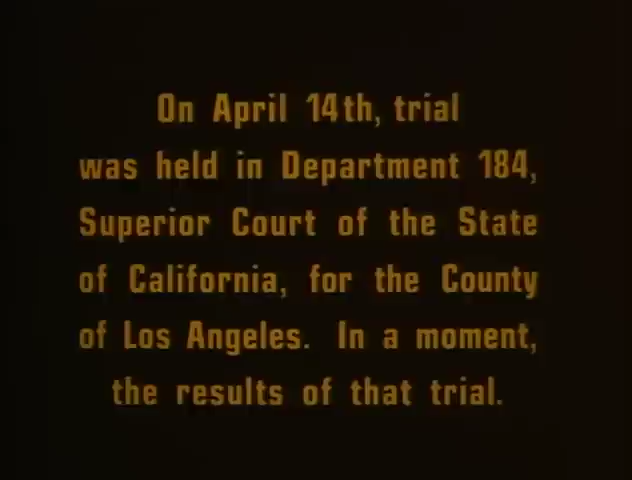 On April 14th, trial
was held in Department 184,
Superior Court of the State
of California, for the County
of Los Angeles. In a moment,
the results of that trial.